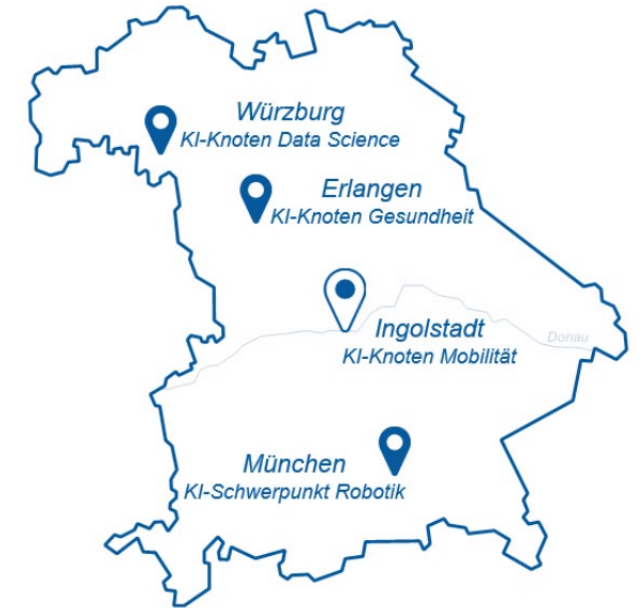 Würzburg
KI-Knoten Data Science
Erlangen
KI-Knoten Gesundheit
Ingolstadt
Donau
KI-Knoten Mobilität
München
KI-Schwerpunkt Robotik